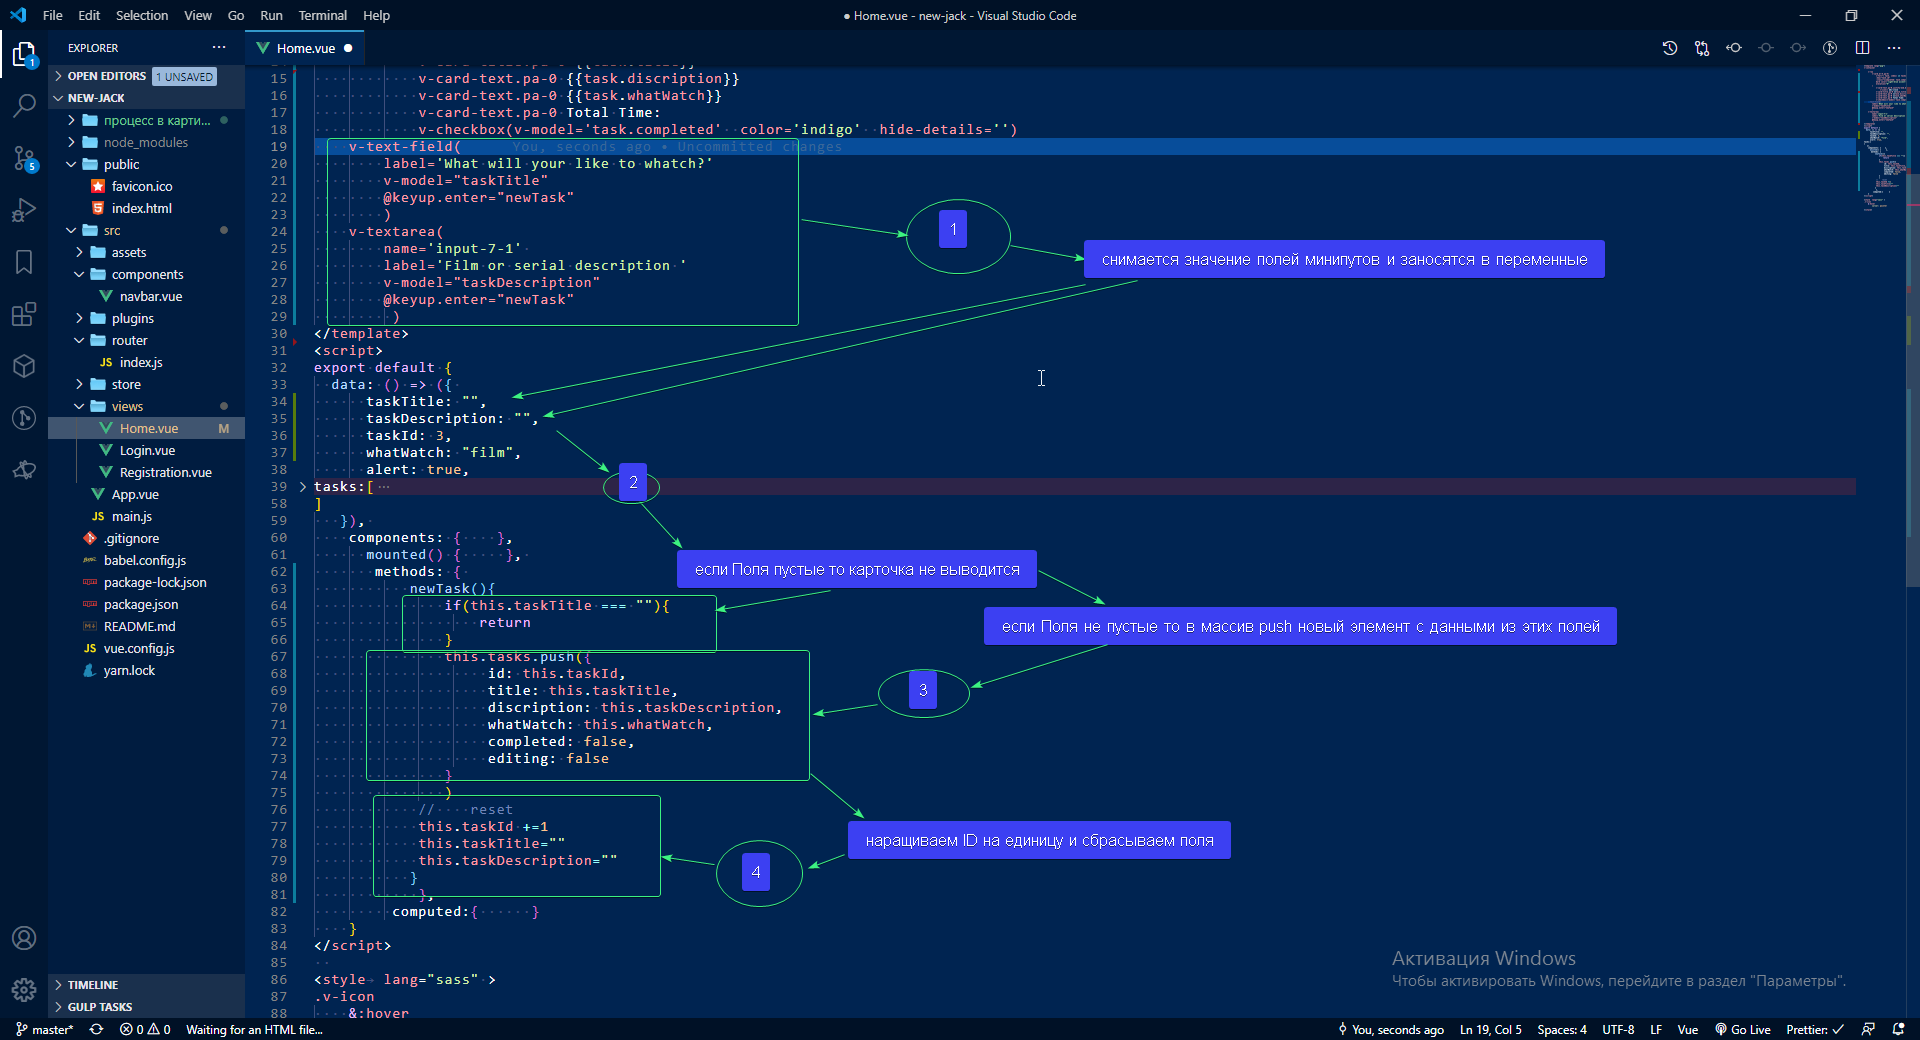 File Edit Selection View Go Run Terminal Help
● Home.vue - new-jack - Visual Studio Code
EXPLORER
Home.vue
OPEN EDITORS 1 UNSAVED
NEW-JACK
процесс в карти...
node_modules
public
favicon.ico
index.html
src
assets
components
navbar.vue
plugins
router
JS index.js
store
views
Home.vue M
Login.vue
Registration.vue
App.vue
JS main.js
.gitignore
babel.config.js
package-lock.json
package.json
README.md
JS vue.config.js
yarn.lock
TIMELINE
GULP TASKS
1
5
15 v-card-text.pa-0 {{task.discription}}
16 v-card-text.pa-0 {{task.whatWatch}}
17 v-card-text.pa-0 Total Time:
18 v-checkbox(v-model='task.completed' color='indigo' hide-details='')
19 v-text-field( You, seconds ago • Uncommitted changes
20 label='What will your like to whatch?'
21 v-model="taskTitle"
22 @keyup.enter="newTask"
23 )
24 v-textarea(
25 name='input-7-1'
26 label='Film or serial description '
27 v-model="taskDescription"
28 @keyup.enter="newTask"
29 )
30 </template>
31 <script>
32 export default {
33 data: () => ({
34 taskTitle: "",
35 taskDescription: "",
36 taskId: 3,
37 whatWatch: "film",
38 alert: true,
39 tasks:[ ...
58 ]
59 }),
60 components: { },
61 mounted() { },
62 methods: {
63 newTask(){
64 if(this.taskTitle === ""){
65 return
66 }
67 this.tasks.push({
68 id: this.taskId,
69 title: this.taskTitle,
70 discription: this.taskDescription,
71 whatWatch: this.whatWatch,
72 completed: false,
73 editing: false
74 }
75 )
76 // reset
77 this.taskId +=1
78 this.taskTitle=""
79 this.taskDescription=""
80 }
81 },
82 computed:{ }
83 }
84 </script>
85
86 <style lang="sass" >
87 .v-icon
88 &:hover
1
снимается значение полей минипутов и заносятся в переменные
2
если Поля пустые то карточка не выводится
если Поля не пустые то в массив push новый элемент с данными из этих полей
3
наращиваем ID на единицу и сбрасываем поля
4
Активация Windows
Чтобы активировать Windows, перейдите в раздел "Параметры".
master* 0 0 Waiting for an HTML file...
You, seconds ago Ln 19, Col 5 Spaces: 4 UTF-8 LF Vue Go Live Prettier: ✓